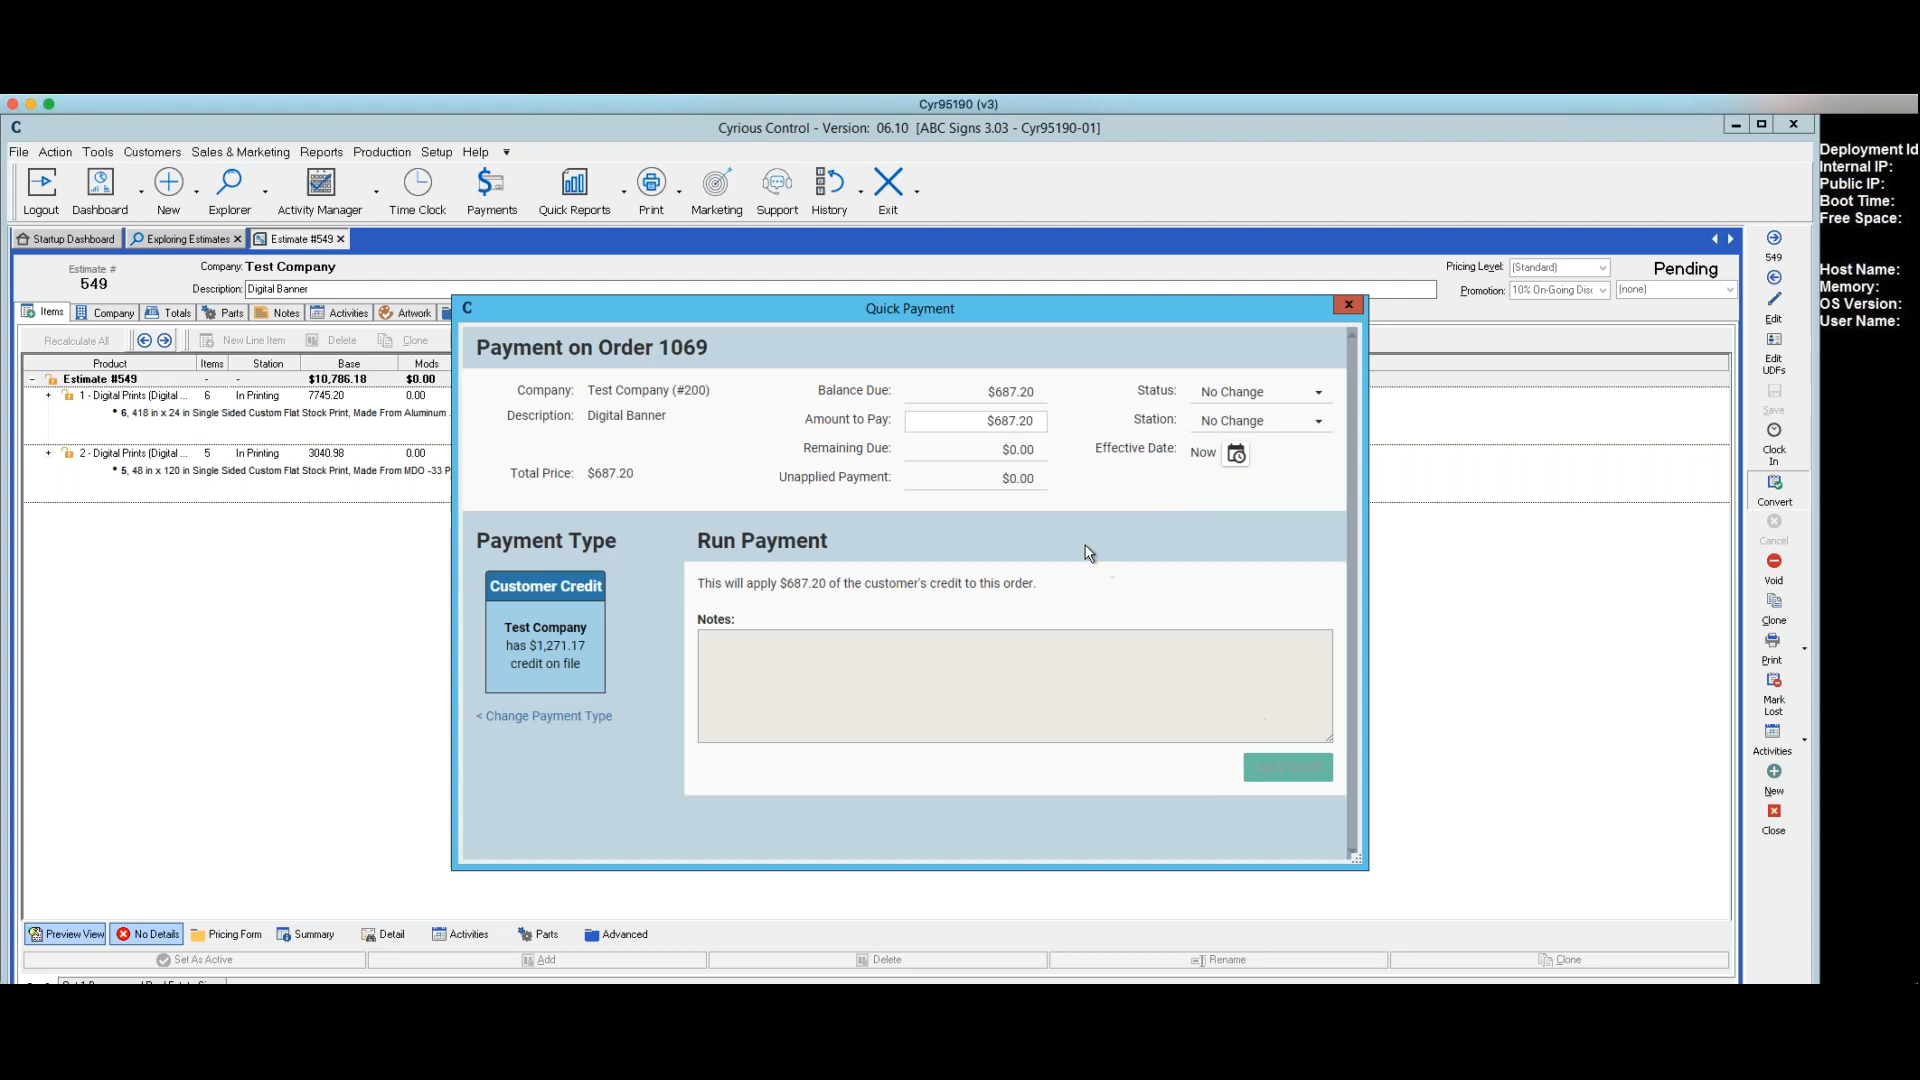 Cyr95190 (v3)
C
Cyrious Control - Version: 06.10 [ABC Signs 3.03 - Cyr95190-01]
File Action Tools Customers Sales & Marketing Reports Production Setup Help
Logout Dashboard New Explorer Activity Manager Time Clock Payments Quick Reports Print Marketing Support History Exit
Startup Dashboard Exploring Estimates Estimate #549
Estimate #
549
Company: Test Company
Description: Digital Banner
Pricing Level: (Standard)
Pending
Promotion: 10% On-Going Disc (none)
Items Company Totals Parts Notes Activities Artwork
Recalculate All New Line Item Delete Clone
Product Items Station Base Mods
- Estimate #549 - - $10,786.18 $0.00
+ 1 - Digital Prints (Digital ... 6 In Printing 7745.20 0.00
• 6, 418 in x 24 in Single Sided Custom Flat Stock Print, Made From Aluminum
+ 2 - Digital Prints (Digital ... 5 In Printing 3040.98 0.00
• 5, 48 in x 120 in Single Sided Custom Flat Stock Print, Made From MDO -33 P
C
Quick Payment
Payment on Order 1069
Company: Test Company (#200)
Description: Digital Banner
Total Price: $687.20
Balance Due: $687.20
Amount to Pay: $687.20
Remaining Due: $0.00
Unapplied Payment: $0.00
Status: No Change
Station: No Change
Effective Date: Now
Payment Type
Customer Credit
Test Company
has $1,271.17
credit on file
< Change Payment Type
Run Payment
This will apply $687.20 of the customer's credit to this order.
Notes:
Preview View No Details Pricing Form Summary Detail Activities Parts Advanced
Set As Active Add Delete Rename Clone
549
Edit
Edit
UDFs
Save
Clock
In
Convert
Cancel
Void
Clone
Print
Mark
Lost
Activities
New
Close
Deployment Id
Internal IP:
Public IP:
Boot Time:
Free Space:
Host Name:
Memory:
OS Version:
User Name: